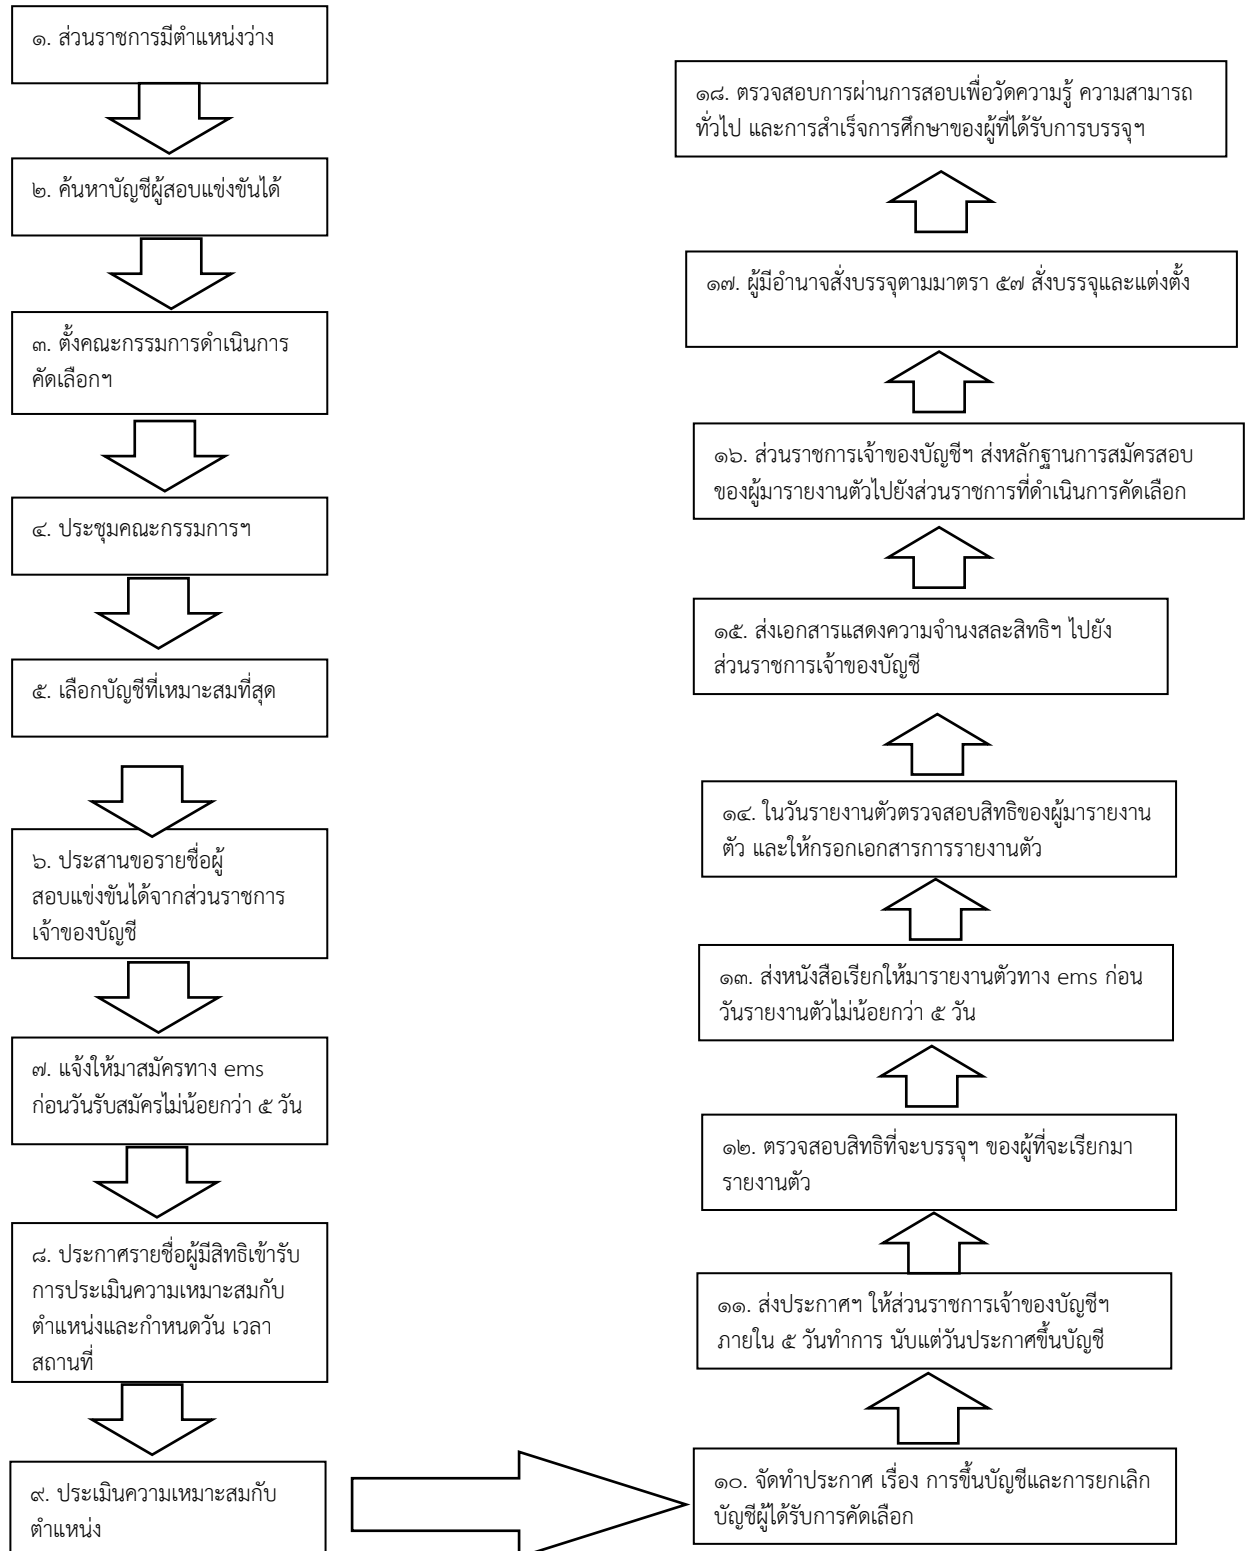 ๑. ส่วนราชการมีตำแหน่งว่าง
๒. ค้นหาบัญชีผู้สอบแข่งขันได้
๓. ตั้งคณะกรรมการดำเนินการ
คัดเลือกฯ
๔. ประชุมคณะกรรมการฯ
๕. เลือกบัญชีที่เหมาะสมที่สุด
๖. ประสานขอรายชื่อผู้
สอบแข่งขันได้จากส่วนราชการ
เจ้าของบัญชี
๗. แจ้งให้มาสมัครทาง ems
ก่อนวันรับสมัครไม่น้อยกว่า ๕ วัน
๘. ประกาศรายชื่อผู้มีสิทธิเข้ารับ
การประเมินความเหมาะสมกับ
ตำแหน่งและกำหนดวัน เวลา
สถานที่
๙. ประเมินความเหมาะสมกับ
ตำแหน่ง
๑๐. จัดทำประกาศ เรื่อง การขึ้นบัญชีและการยกเลิก
บัญชีผู้ได้รับการคัดเลือก
๑๑. ส่งประกาศฯ ให้ส่วนราชการเจ้าของบัญชีฯ
ภายใน ๕ วันทำการ นับแต่วันประกาศขึ้นบัญชี
๑๒. ตรวจสอบสิทธิที่จะบรรจุฯ ของผู้ที่จะเรียกมา
รายงานตัว
๑๓. ส่งหนังสือเรียกให้มารายงานตัวทาง ems ก่อน
วันรายงานตัวไม่น้อยกว่า ๕ วัน
๑๔. ในวันรายงานตัวตรวจสอบสิทธิของผู้มารายงาน
ตัว และให้กรอกเอกสารการรายงานตัว
๑๕. ส่งเอกสารแสดงความจำนงสละสิทธิฯ ไปยัง
ส่วนราชการเจ้าของบัญชี
๑๖. ส่วนราชการเจ้าของบัญชีฯ ส่งหลักฐานการสมัครสอบ
ของผู้มารายงานตัวไปยังส่วนราชการที่ดำเนินการคัดเลือก
๑๗. ผู้มีอำนาจสั่งบรรจุตามมาตรา ๕๗ สั่งบรรจุและแต่งตั้ง
๑๘. ตรวจสอบการผ่านการสอบเพื่อวัดความรู้ ความสามารถ
ทั่วไป และการสำเร็จการศึกษาของผู้ที่ได้รับการบรรจุฯ